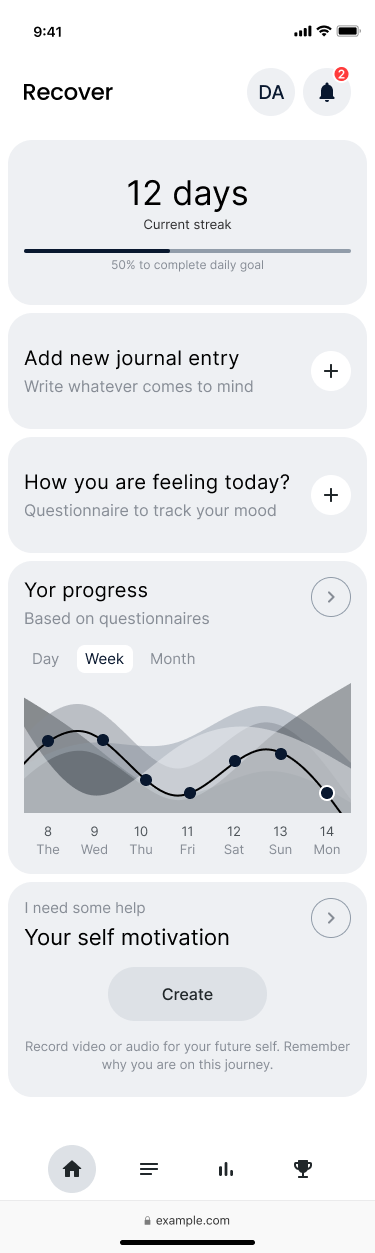 9:41
Recover
DA
2
12 days
Current streak
50% to complete daily goal
Add new journal entry
Write whatever comes to mind
How you are feeling today?
Questionnaire to track your mood
Yor progress
Based on questionnaires
Day Week Month
8 9 10 11 12 13 14
The Wed Thu Fri Sat Sun Mon
I need some help
Your self motivation
Create
Record video or audio for your future self. Remember
why you are on this journey.
example.com